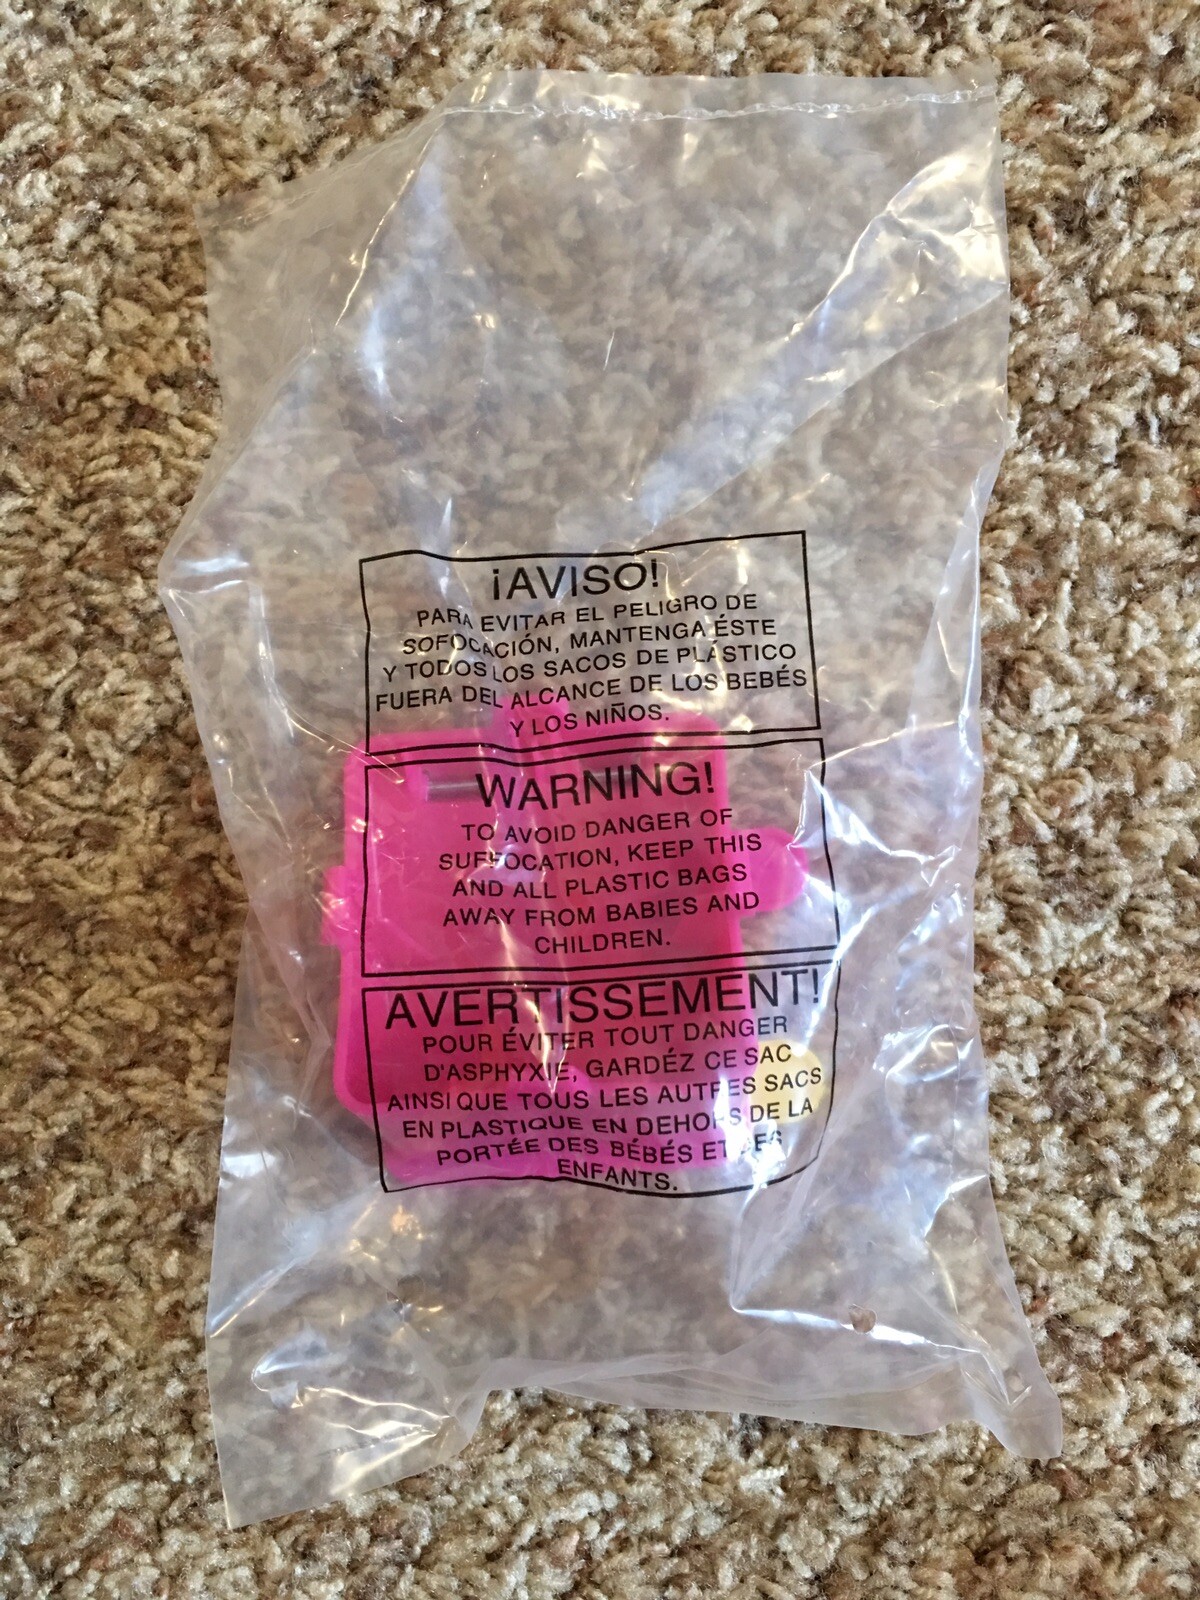 ¡AVISO!
PARA EVITAR EL PELIGRO DE
SOFOCACIÓN, MANTENGA ÉSTE
Y TODOS LOS SACOS DE PLÁSTICO
FUERA DEL ALCANCE DE LOS BEBÉS
Y LOS NIÑOS.
WARNING!
TO AVOID DANGER OF
SUFFOCATION, KEEP THIS
AND ALL PLASTIC BAGS
AWAY FROM BABIES AND
CHILDREN.
AVERTISSEMENT!
POUR ÉVITER TOUT DANGER
D'ASPHYXIE, GARDÉZ CE SAC
AINSI QUE TOUS LES AUTRES SACS
EN PLASTIQUE EN DEHORS DE LA
PORTÉE DES BÉBÉS ET DES
ENFANTS.